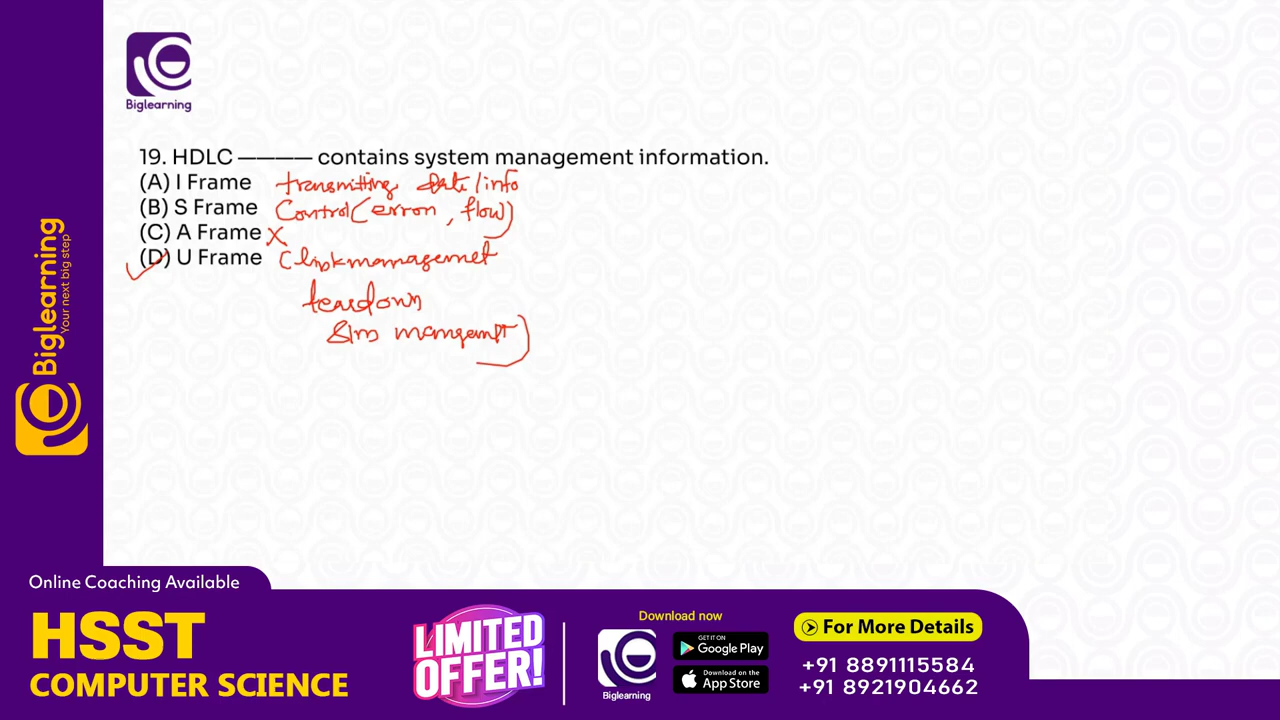 Biglearning
19. HDLC ———— contains system management information.
(A) I Frame transmitting data/info
(B) S Frame Control (error, flow)
(C) A Frame X
(D) U Frame (link managemet
teardown
management)
Biglearning
Your next big step
Online Coaching Available
HSST
COMPUTER SCIENCE
LIMITED
OFFER!
Download now
Biglearning
GET IT ON
Google Play
Download on the
App Store
For More Details
+91 8891115584
+91 8921904662